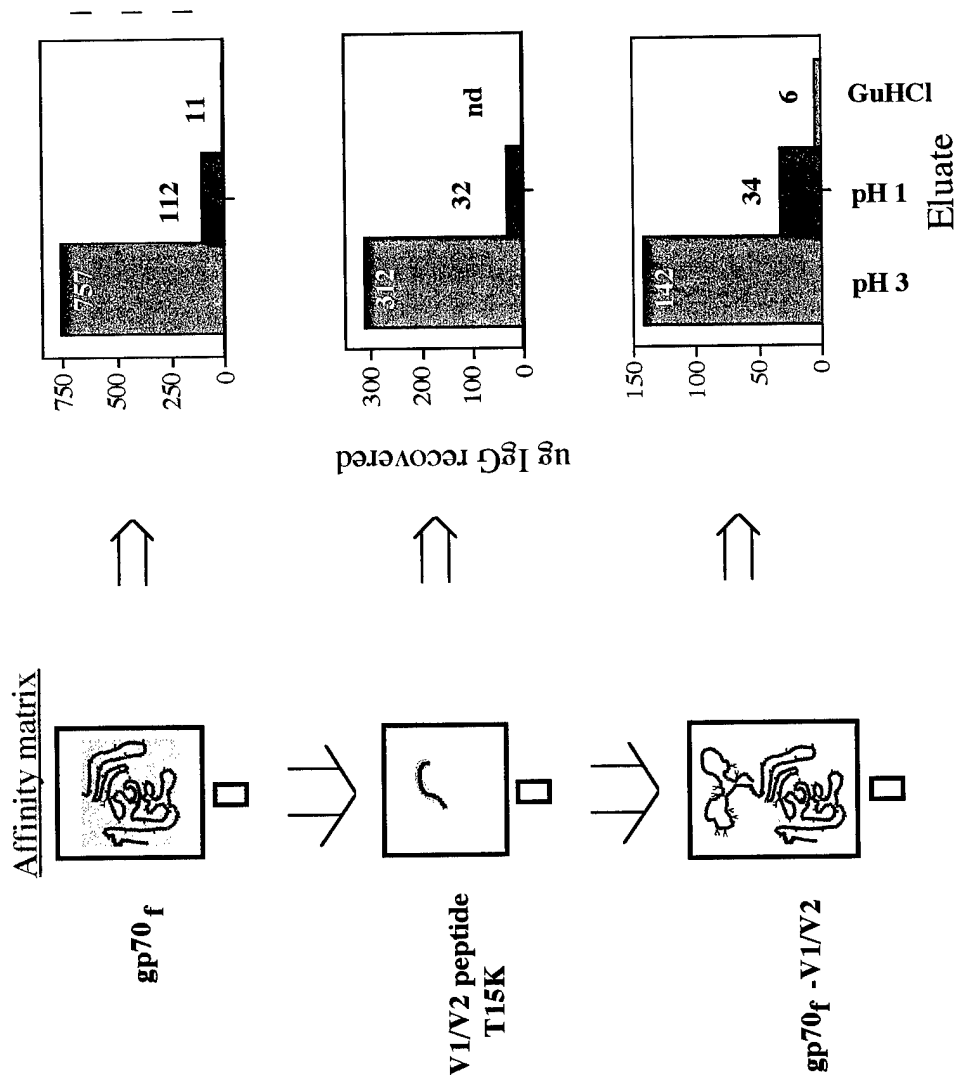 Affinity matrix
gp70f
V1/V2 peptide
T15K
gp70f -V1/V2
ug IgG recovered
750
500
250
0
757
112
11
300
200
100
0
312
32
nd
150
100
50
0
142
34
6
pH 3
pH 1
GuHCl
Eluate